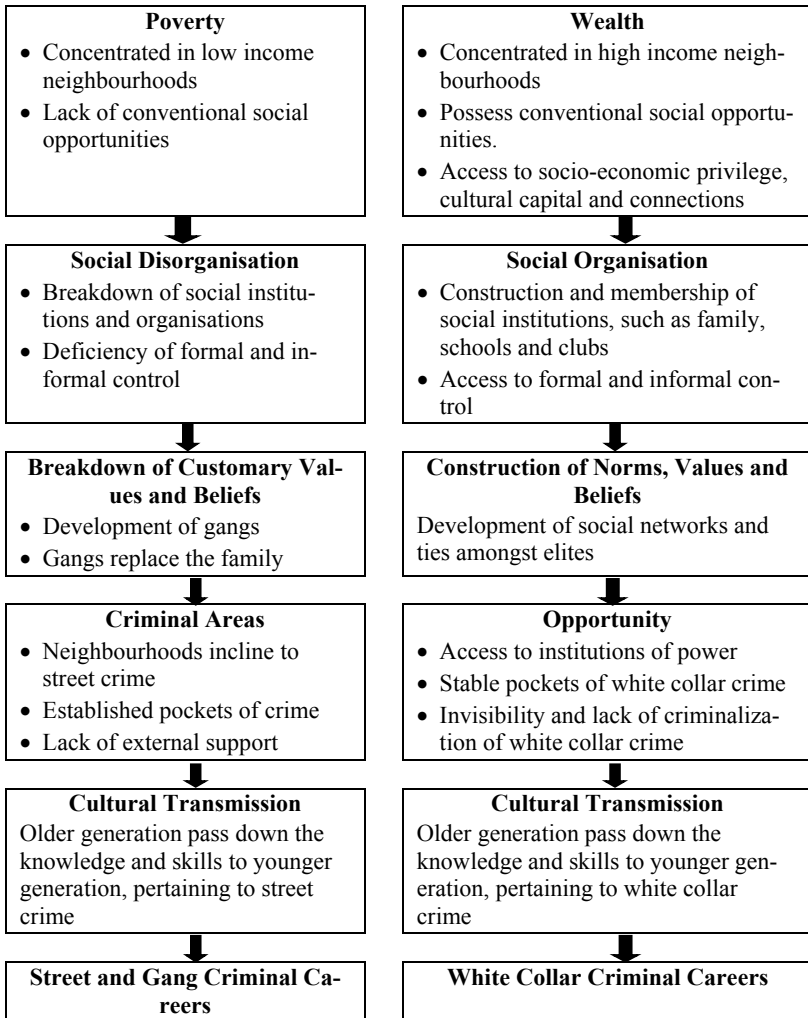 Poverty
• Concentrated in low income
neighbourhoods
• Lack of conventional social
opportunities
Wealth
• Concentrated in high income neigh-
bourhoods
• Possess conventional social opportu-
nities.
• Access to socio-economic privilege,
cultural capital and connections
Social Disorganisation
• Breakdown of social institu-
tions and organisations
• Deficiency of formal and in-
formal control
Social Organisation
• Construction and membership of
social institutions, such as family,
schools and clubs
• Access to formal and informal con-
trol
Breakdown of Customary Val-
ues and Beliefs
• Development of gangs
• Gangs replace the family
Construction of Norms, Values and
Beliefs
Development of social networks and
ties amongst elites
Criminal Areas
• Neighbourhoods incline to
street crime
• Established pockets of crime
• Lack of external support
Opportunity
• Access to institutions of power
• Stable pockets of white collar crime
• Invisibility and lack of criminaliza-
tion of white collar crime
Cultural Transmission
Older generation pass down the
knowledge and skills to younger
generation, pertaining to street
crime
Cultural Transmission
Older generation pass down the
knowledge and skills to younger gen-
eration, pertaining to white collar
crime
Street and Gang Criminal Ca-
reers
White Collar Criminal Careers